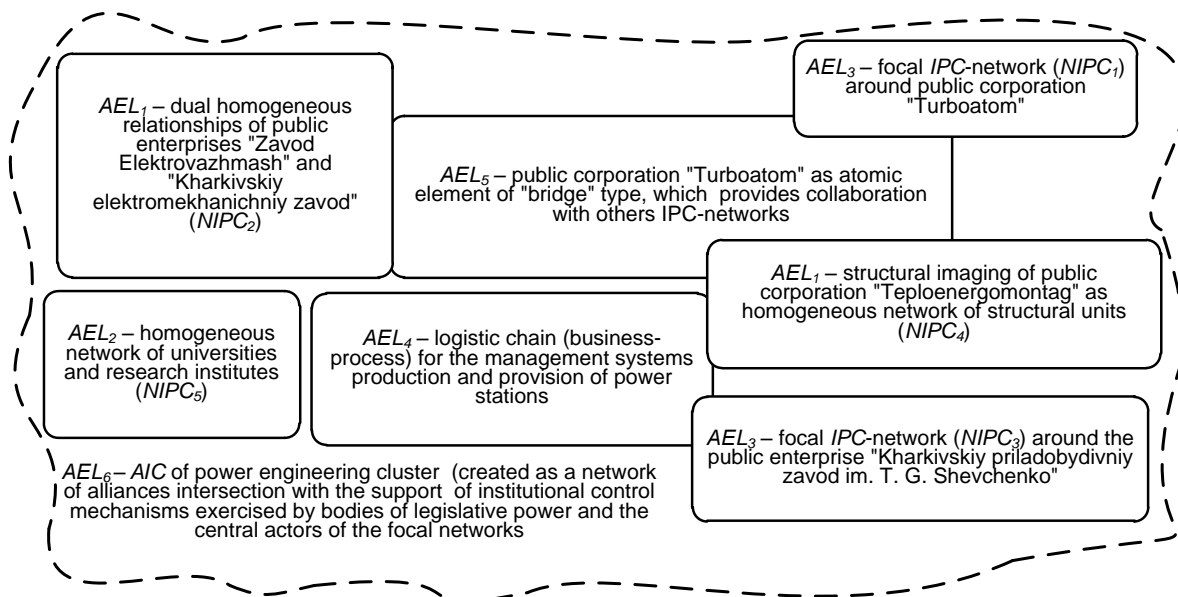 AEL₁ – dual homogeneous
relationships of public
enterprises "Zavod
Elektrovazhmash" and
"Kharkivskiy
elektromekhanichniy zavod"
(NIPC₂)
AEL₃ – focal IPC-network (NIPC₁)
around public corporation
"Turboatom"
AEL₅ – public corporation "Turboatom" as atomic
element of "bridge" type, which provides collaboration
with others IPC-networks
AEL₁ – structural imaging of public
corporation "Teploenergomontag" as
homogeneous network of structural units
(NIPC₄)
AEL₂ – homogeneous
network of universities
and research institutes
(NIPC₅)
AEL₄ – logistic chain (business-
process) for the management systems
production and provision of power
stations
AEL₃ – focal IPC-network (NIPC₃) around the
public enterprise "Kharkivskiy priladobydivniy
zavod im. T. G. Shevchenko"
AEL₆ – AIC of power engineering cluster (created as a network
of alliances intersection with the support of institutional control
mechanisms exercised by bodies of legislative power and the
central actors of the focal networks